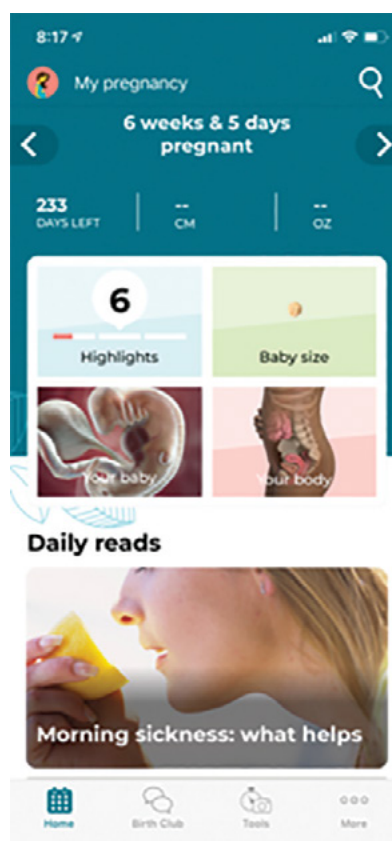 8:17
My pregnancy
6 weeks & 5 days
pregnant
233
DAYS LEFT
--
CM
--
OZ
6
Highlights
Baby size
Your baby
Your body
Daily reads
Morning sickness: what helps
Home
Birth Club
Tools
More